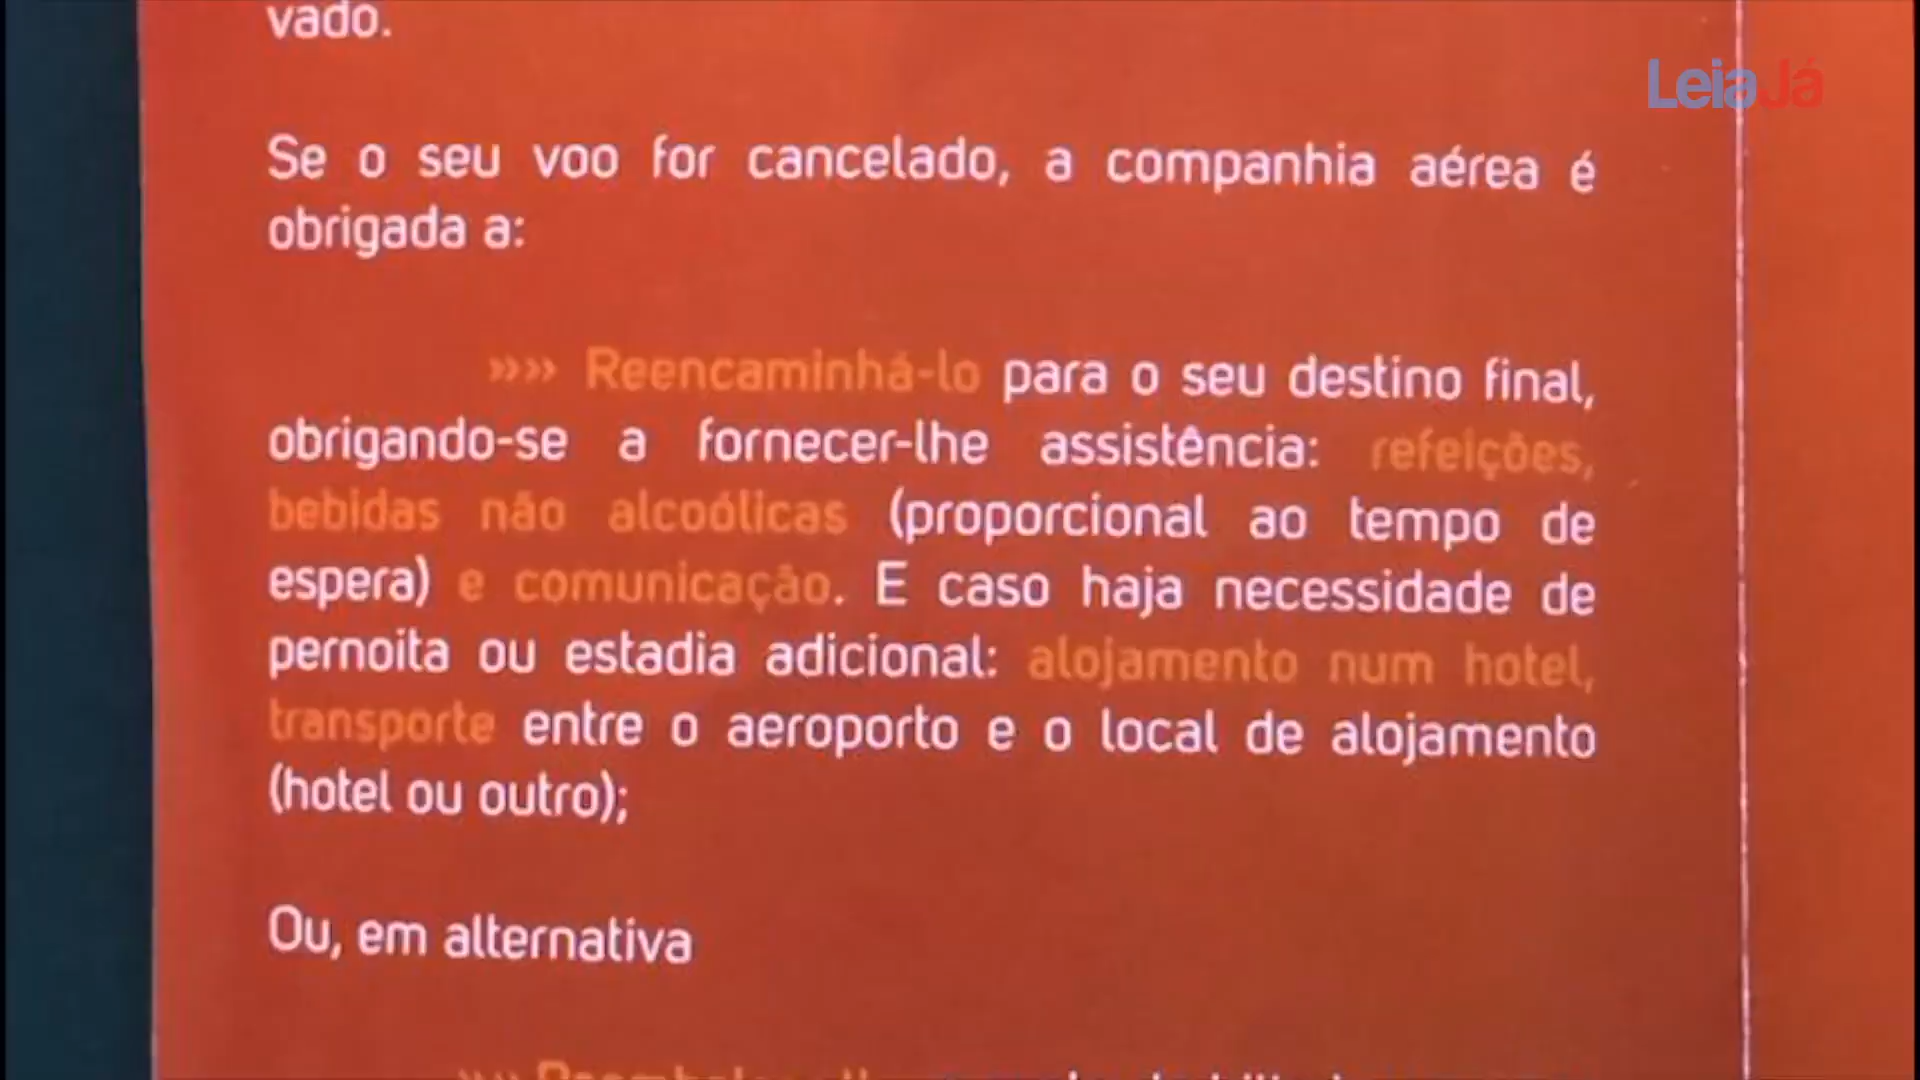 vado.
LeiaJá
Se o seu voo for cancelado, a companhia aérea é
obrigada a:
»» Reencaminhá-lo para o seu destino final,
obrigando-se a fornecer-lhe assistência: refeições,
bebidas não alcoólicas (proporcional ao tempo de
espera) e comunicação. E caso haja necessidade de
pernoita ou estadia adicional: alojamento num hotel,
transporte entre o aeroporto e o local de alojamento
(hotel ou outro);
Ou, em alternativa